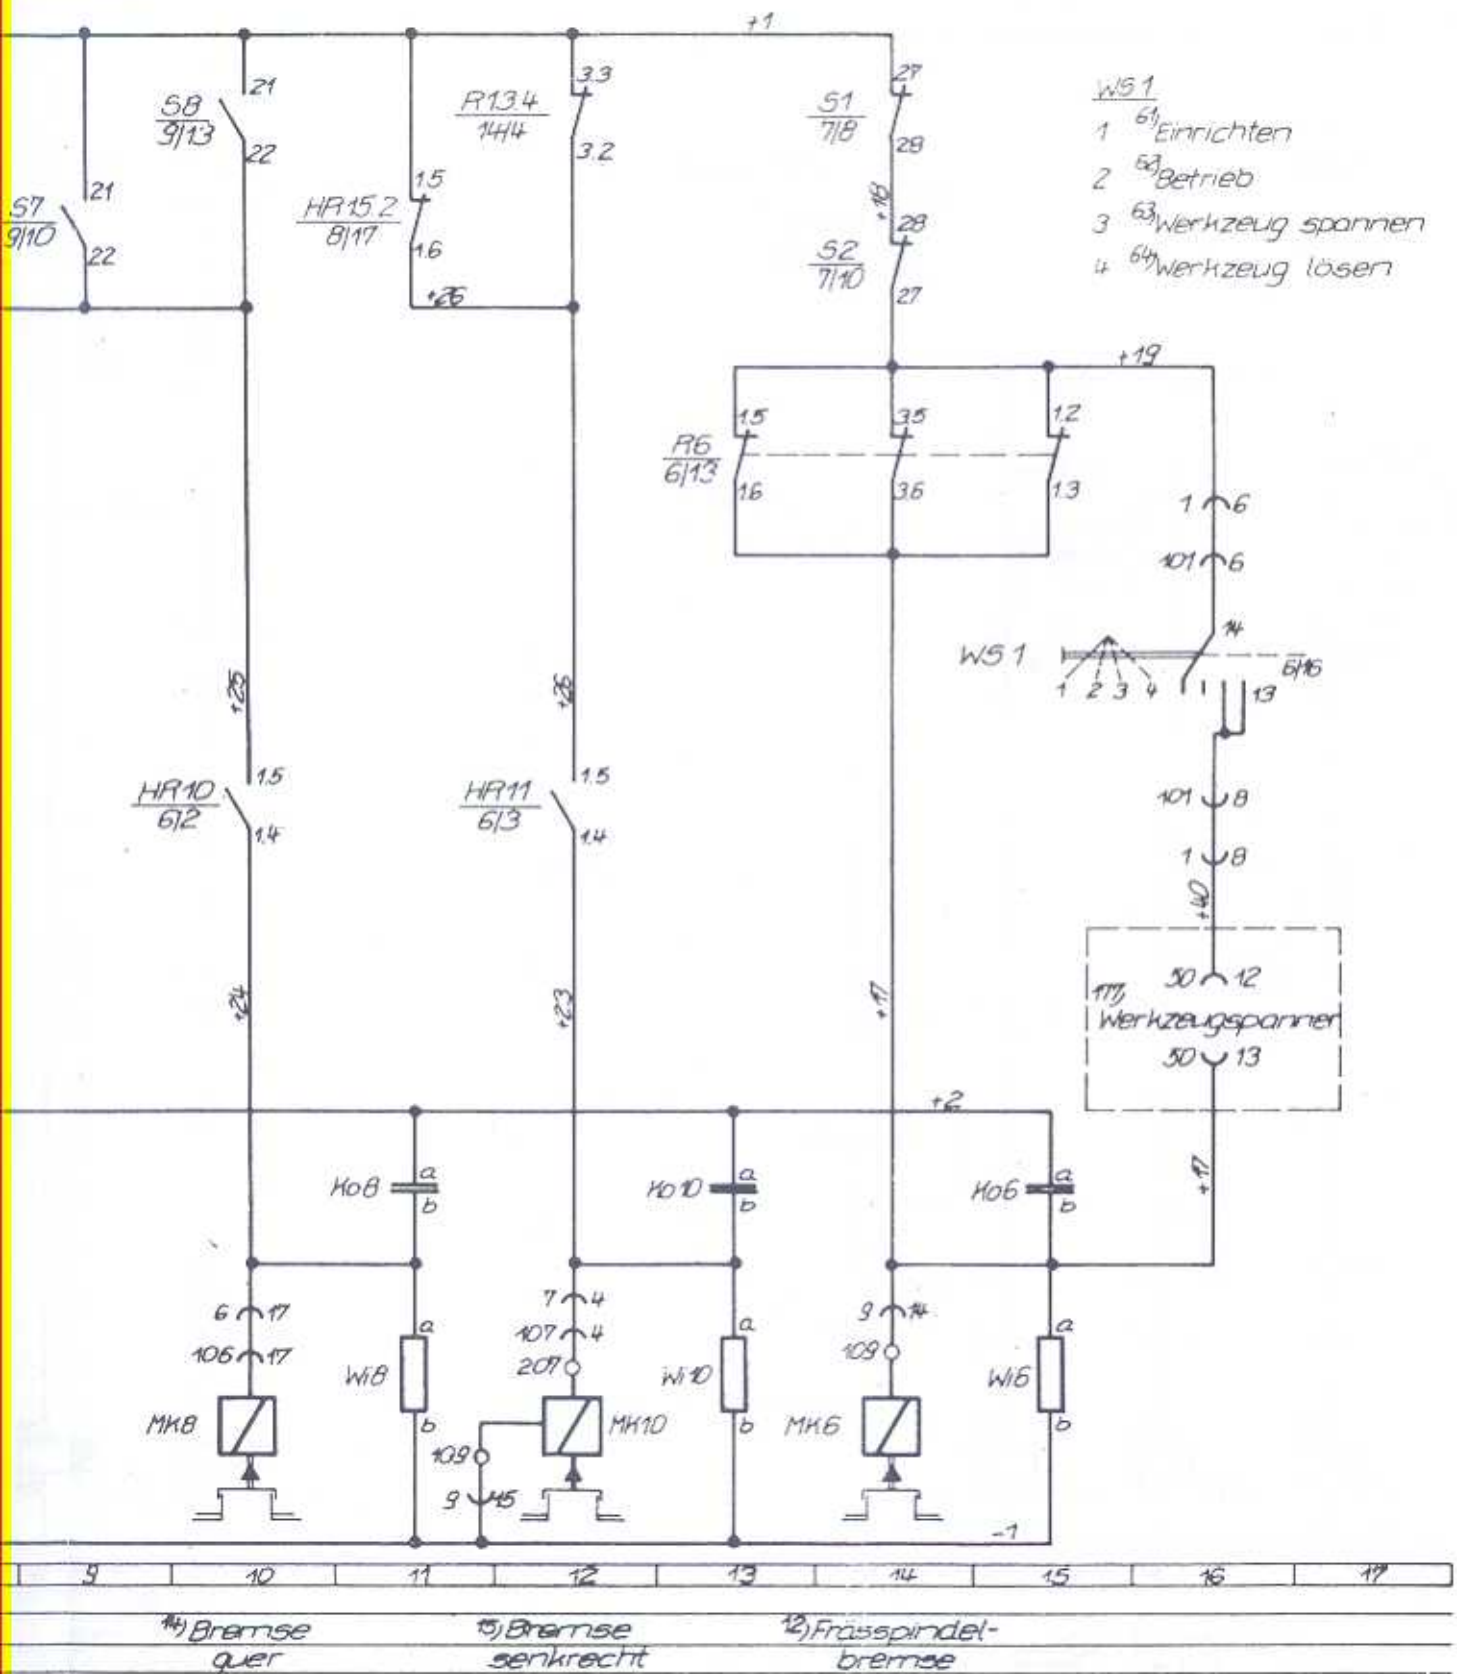 +1
27
21
3.3
S8
9/13
R13.4
14/4
S1
7/8
WS1
1 61) Einrichten
22
3.2
28
2 62) Betrieb
21
1.5
S7
9/10
HR15.2
8/17
+18
28
3 63) Werkzeug spannen
22
1.6
S2
7/10
4 64) Werkzeug lösen
+26
27
+19
1.5
3.5
1.2
R6
6/13
1.6
3.6
1.3
1 6
101 6
14
WS1
6/16
1 2 3 4
13
+25
+26
1.5
1.5
HR10
6/2
HR11
6/3
101 8
1.4
1.4
1 8
+40
50 12
177)
Werkzeugspanner
50 13
+24
+23
+17
+2
Ko8
a
b
Ko10
a
b
Ko6
a
b
+17
6 17
7 4
9 14
106 17
107 4
109
207
Wi8
a
b
Wi10
a
b
Wi6
a
b
MK8
MK10
MK6
109
9 15
-1
9 10 11 12 13 14 15 16 17
14) Bremse
quer
15) Bremse
senkrecht
12) Frässpindel-
bremse